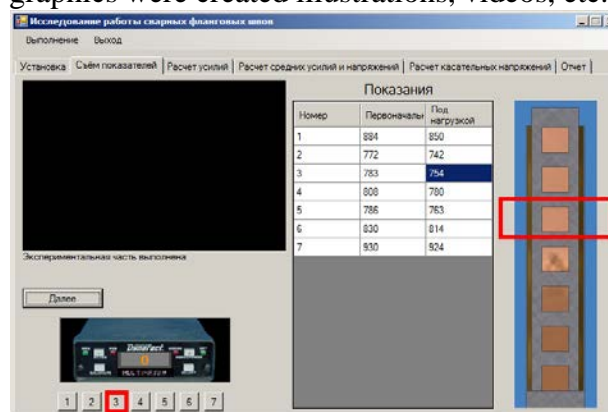 graphics were created illustrations, videos, etc.
Исследование работы сварных фланговых швов
Выполнение Выход
Установка Съём показателей Расчет усилий Расчет средних усилий и напряжений Расчет касательных напряжений Отчет
Показания
Номер Первоначальн Под нагрузкой
1 884 850
2 772 742
3 783 754
4 808 780
5 786 763
6 830 814
7 930 924
Экспериментальная часть выполнена
Далее
0
1 2 3 4 5 6 7